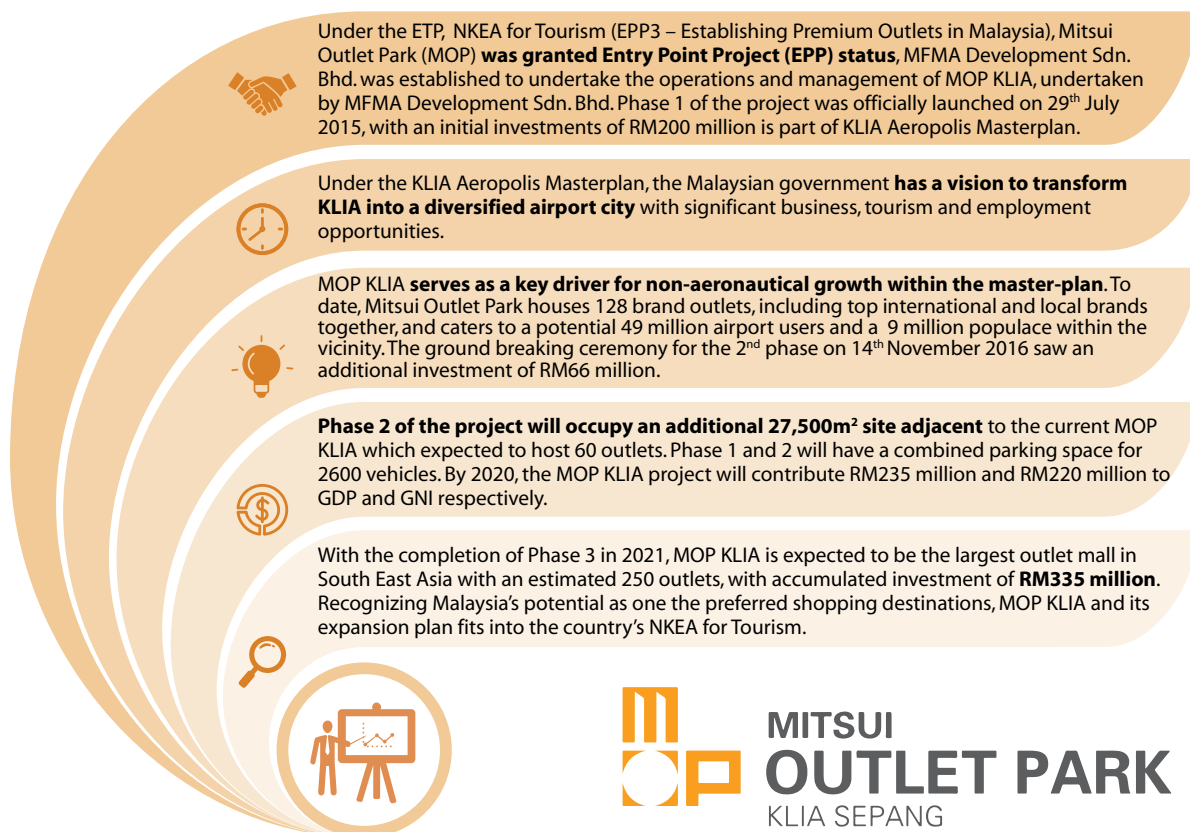 Under the ETP, NKEA for Tourism (EPP3 – Establishing Premium Outlets in Malaysia), Mitsui
Outlet Park (MOP) was granted Entry Point Project (EPP) status, MFMA Development Sdn.
Bhd. was established to undertake the operations and management of MOP KLIA, undertaken
by MFMA Development Sdn. Bhd. Phase 1 of the project was officially launched on 29th July
2015, with an initial investments of RM200 million is part of KLIA Aeropolis Masterplan.
Under the KLIA Aeropolis Masterplan, the Malaysian government has a vision to transform
KLIA into a diversified airport city with significant business, tourism and employment
opportunities.
MOP KLIA serves as a key driver for non-aeronautical growth within the master-plan. To
date, Mitsui Outlet Park houses 128 brand outlets, including top international and local brands
together, and caters to a potential 49 million airport users and a 9 million populace within the
vicinity. The ground breaking ceremony for the 2nd phase on 14th November 2016 saw an
additional investment of RM66 million.
Phase 2 of the project will occupy an additional 27,500m² site adjacent to the current MOP
KLIA which expected to host 60 outlets. Phase 1 and 2 will have a combined parking space for
2600 vehicles. By 2020, the MOP KLIA project will contribute RM235 million and RM220 million to
GDP and GNI respectively.
With the completion of Phase 3 in 2021, MOP KLIA is expected to be the largest outlet mall in
South East Asia with an estimated 250 outlets, with accumulated investment of RM335 million.
Recognizing Malaysia's potential as one the preferred shopping destinations, MOP KLIA and its
expansion plan fits into the country's NKEA for Tourism.
$
mop
MITSUI
OUTLET PARK
KLIA SEPANG